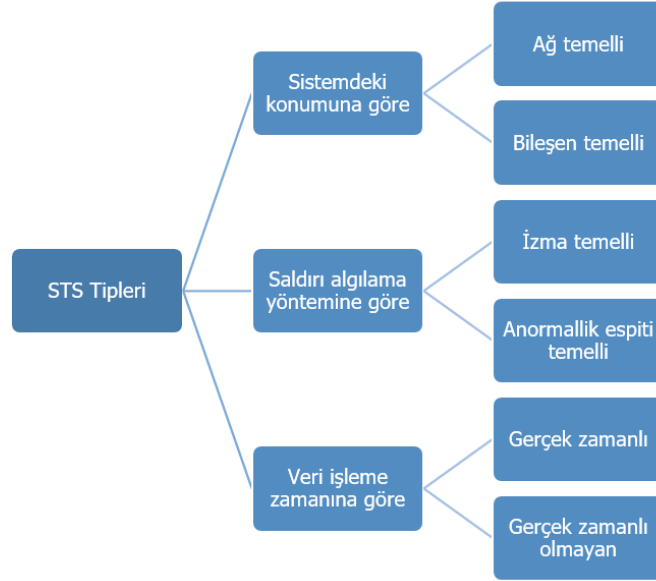 STS Tipleri
Sistemdeki
konumuna göre
Ağ temelli
Bileşen temelli
Saldırı algılama
yöntemine göre
İzma temelli
Anormallik espiti
temelli
Veri işleme
zamanına göre
Gerçek zamanlı
Gerçek zamanlı
olmayan